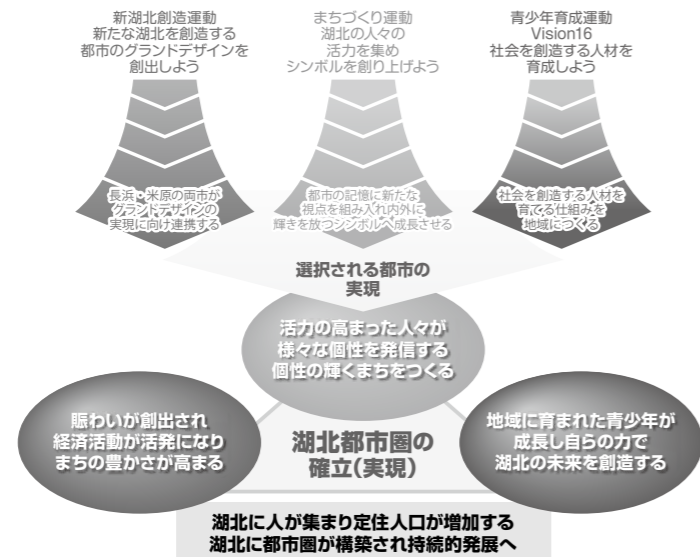 新湖北創造運動
新たな湖北を創造する
都市のグランドデザインを
創出しよう
まちづくり運動
湖北の人々の
活力を集め
シンボルを創り上げよう
青少年育成運動
Vision16
社会を創造する人材を
育成しよう
長浜・米原の両市が
グランドデザインの
実現に向け連携する
都市の記憶に新たな
視点を組み入れ内外に
輝きを放つシンボルへ成長させる
社会を創造する人材を
育てる仕組みを
地域につくる
選択される都市の
実現
活力の高まった人々が
様々な個性を発信する
個性の輝くまちをつくる
賑わいが創出され
経済活動が活発になり
まちの豊かさが高まる
湖北都市圏の
確立(実現)
地域に育まれた青少年が
成長し自らの力で
湖北の未来を創造する
湖北に人が集まり定住人口が増加する
湖北に都市圏が構築され持続的発展へ